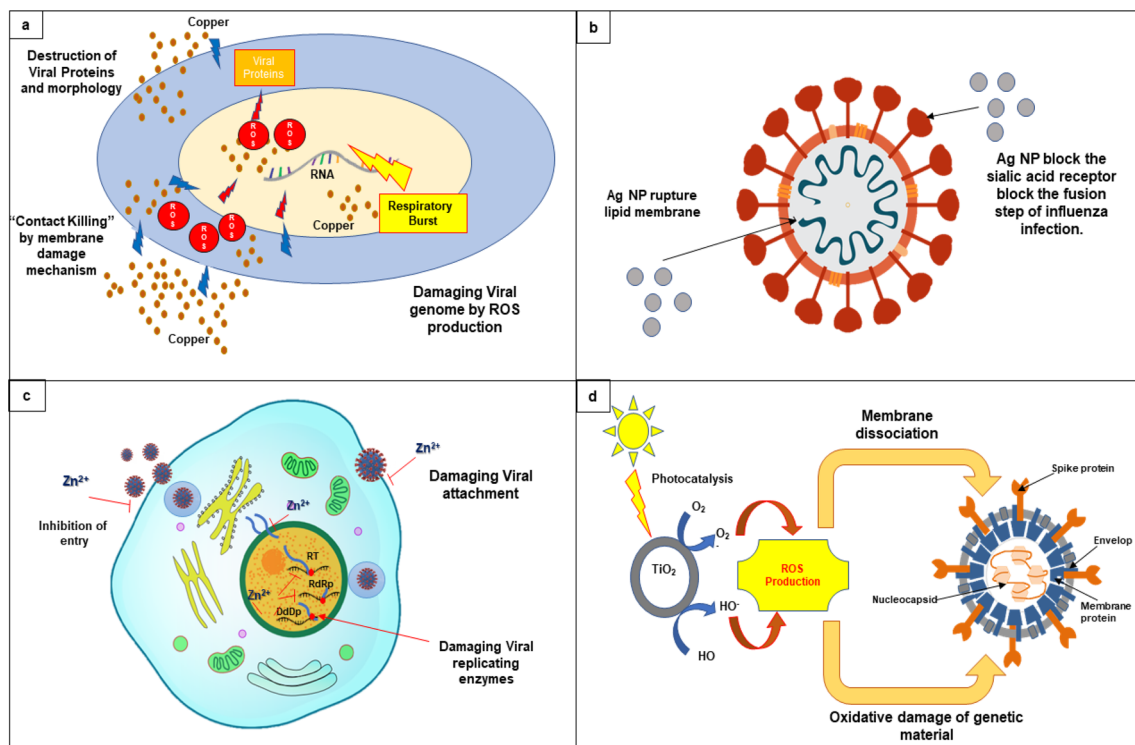 a
Copper
Destruction of
Viral Proteins
and morphology
Viral
Proteins
ROS
ROS
RNA
Respiratory
Burst
Copper
“Contact Killing”
by membrane
damage
mechanism
ROS
ROS
ROS
Damaging Viral
genome by ROS
production
Copper
b
Ag NP block the
sialic acid receptor
block the fusion
step of influenza
infection.
Ag NP rupture
lipid membrane
c
Zn2+
Zn2+
Damaging Viral
attachment
Inhibition of
entry
Zn2+
RT
RdRp
Zn2+
DdDp
Damaging Viral
replicating
enzymes
d
Membrane
dissociation
Photocatalysis
Spike protein
O2
O2
-
TiO2
ROS
Production
Envelop
Nucleocapsid
Membrane
protein
HO-
HO
Oxidative damage of genetic
material